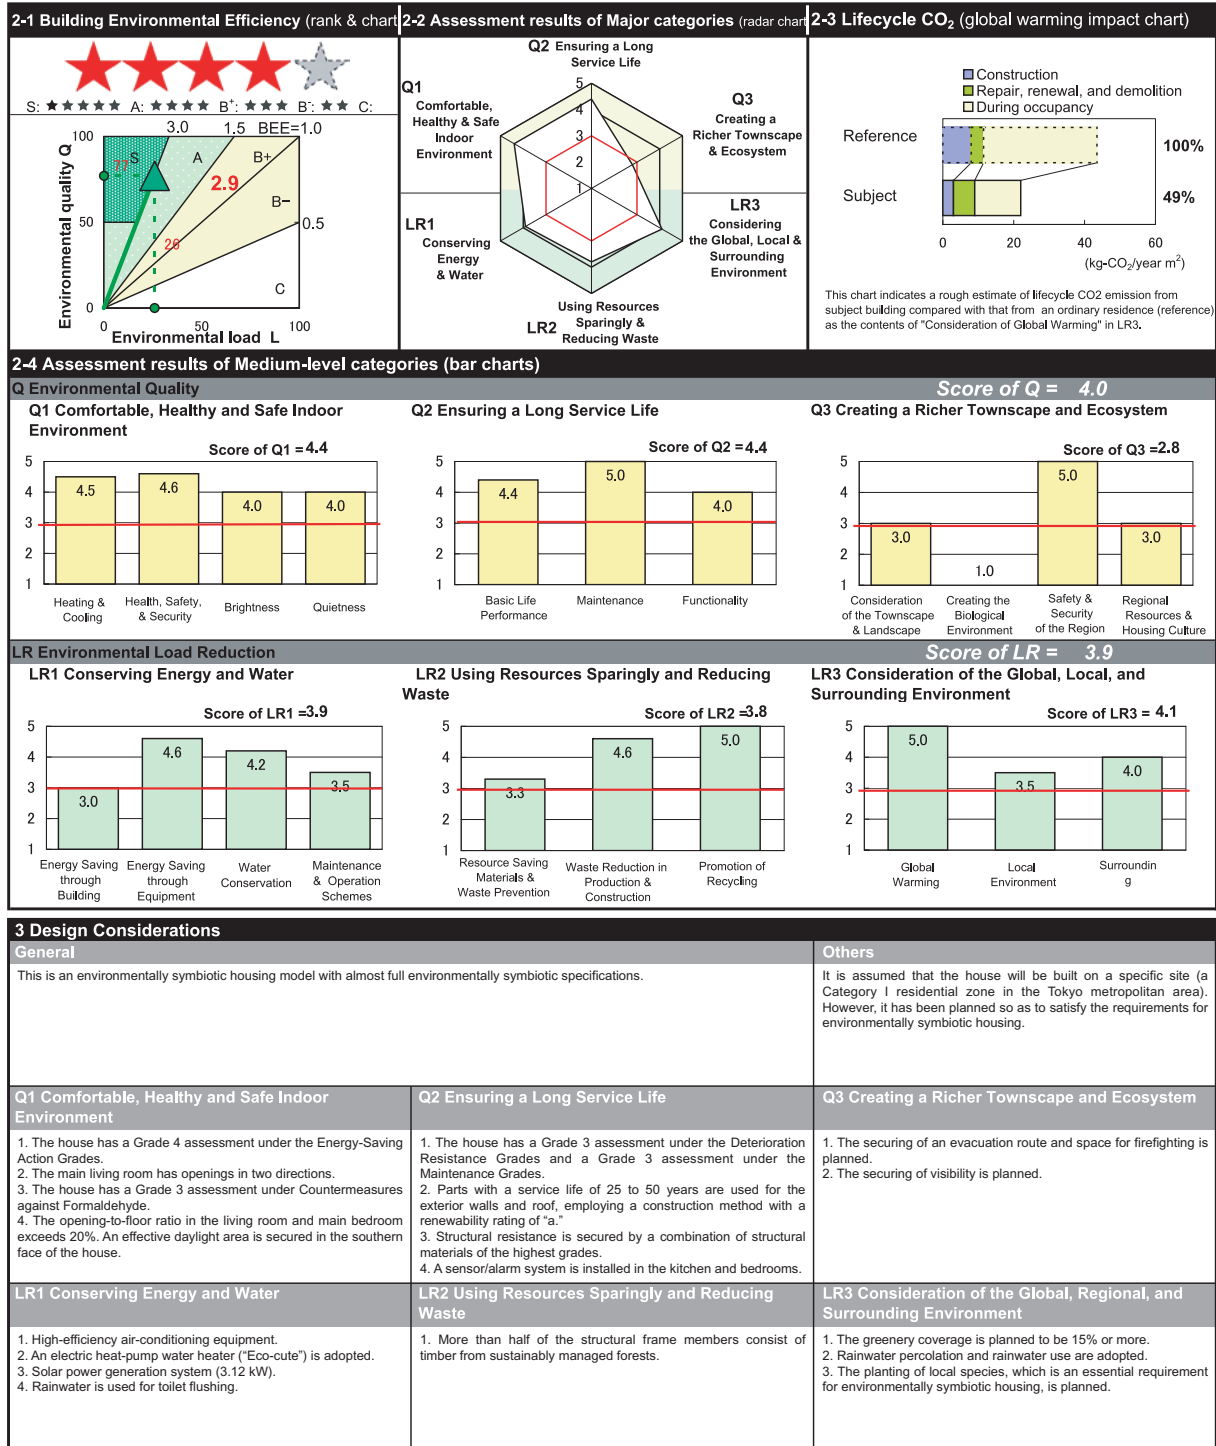 2-1 Building Environmental Efficiency (rank & chart
2-2 Assessment results of Major categories (radar chart
2-3 Lifecycle CO2 (global warming impact chart)
S: ★★★★★ A: ★★★★ B+: ★★★ B-: ★★ C:
3.0 1.5 BEE=1.0
100
77
S
A
B+
2.9
B-
50
0.5
26
C
0
0 50 100
Environmental quality Q
Environmental load L
Q2 Ensuring a Long
Service Life
Q1
Comfortable,
Healthy & Safe
Indoor
Environment
Q3
Creating a
Richer Townscape
& Ecosystem
5
4
3
2
1
LR1
Conserving
Energy
& Water
LR3
Considering
the Global, Local &
Surrounding
Environment
LR2
Using Resources
Sparingly &
Reducing Waste
Construction
Repair, renewal, and demolition
During occupancy
Reference
100%
Subject
49%
0 20 40 60
(kg-CO2/year m2)
This chart indicates a rough estimate of lifecycle CO2 emission from
subject building compared with that from an ordinary residence (reference)
as the contents of "Consideration of Global Warming" in LR3.
2-4 Assessment results of Medium-level categories (bar charts)
Q Environmental Quality
Score of Q = 4.0
Q1 Comfortable, Healthy and Safe Indoor
Environment
Score of Q1 =4.4
5
4
3
2
1
4.5
4.6
4.0
4.0
Heating &
Cooling
Health, Safety,
& Security
Brightness
Quietness
Q2 Ensuring a Long Service Life
Score of Q2 =4.4
5
4
3
2
1
4.4
5.0
4.0
Basic Life
Performance
Maintenance
Functionality
Q3 Creating a Richer Townscape and Ecosystem
Score of Q3 =2.8
5
4
3
2
1
3.0
1.0
5.0
3.0
Consideration
of the Townscape
& Landscape
Creating the
Biological
Environment
Safety &
Security
of the Region
Regional
Resources &
Housing Culture
LR Environmental Load Reduction
Score of LR = 3.9
LR1 Conserving Energy and Water
Score of LR1 =3.9
5
4
3
2
1
3.0
4.6
4.2
3.5
Energy Saving
through
Building
Energy Saving
through
Equipment
Water
Conservation
Maintenance
& Operation
Schemes
LR2 Using Resources Sparingly and Reducing
Waste
Score of LR2 =3.8
5
4
3
2
1
3.3
4.6
5.0
Resource Saving
Materials &
Waste Prevention
Waste Reduction in
Production &
Construction
Promotion of
Recycling
LR3 Consideration of the Global, Local, and
Surrounding Environment
Score of LR3 = 4.1
5
4
3
2
1
5.0
3.5
4.0
Global
Warming
Local
Environment
Surroundin
g
3 Design Considerations
General
This is an environmentally symbiotic housing model with almost full environmentally symbiotic specifications.
Others
It is assumed that the house will be built on a specific site (a
Category I residential zone in the Tokyo metropolitan area).
However, it has been planned so as to satisfy the requirements for
environmentally symbiotic housing.
Q1 Comfortable, Healthy and Safe Indoor
Environment
1. The house has a Grade 4 assessment under the Energy-Saving
Action Grades.
2. The main living room has openings in two directions.
3. The house has a Grade 3 assessment under Countermeasures
against Formaldehyde.
4. The opening-to-floor ratio in the living room and main bedroom
exceeds 20%. An effective daylight area is secured in the southern
face of the house.
Q2 Ensuring a Long Service Life
1. The house has a Grade 3 assessment under the Deterioration
Resistance Grades and a Grade 3 assessment under the
Maintenance Grades.
2. Parts with a service life of 25 to 50 years are used for the
exterior walls and roof, employing a construction method with a
renewability rating of “a.”
3. Structural resistance is secured by a combination of structural
materials of the highest grades.
4. A sensor/alarm system is installed in the kitchen and bedrooms.
Q3 Creating a Richer Townscape and Ecosystem
1. The securing of an evacuation route and space for firefighting is
planned.
2. The securing of visibility is planned.
LR1 Conserving Energy and Water
1. High-efficiency air-conditioning equipment.
2. An electric heat-pump water heater (“Eco-cute”) is adopted.
3. Solar power generation system (3.12 kW).
4. Rainwater is used for toilet flushing.
LR2 Using Resources Sparingly and Reducing
Waste
1. More than half of the structural frame members consist of
timber from sustainably managed forests.
LR3 Consideration of the Global, Regional, and
Surrounding Environment
1. The greenery coverage is planned to be 15% or more.
2. Rainwater percolation and rainwater use are adopted.
3. The planting of local species, which is an essential requirement
for environmentally symbiotic housing, is planned.